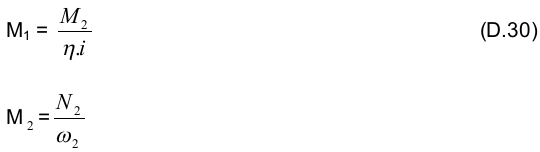 M₁ = M₂ / η.i (D.30)
M₂ = N₂ / ω₂